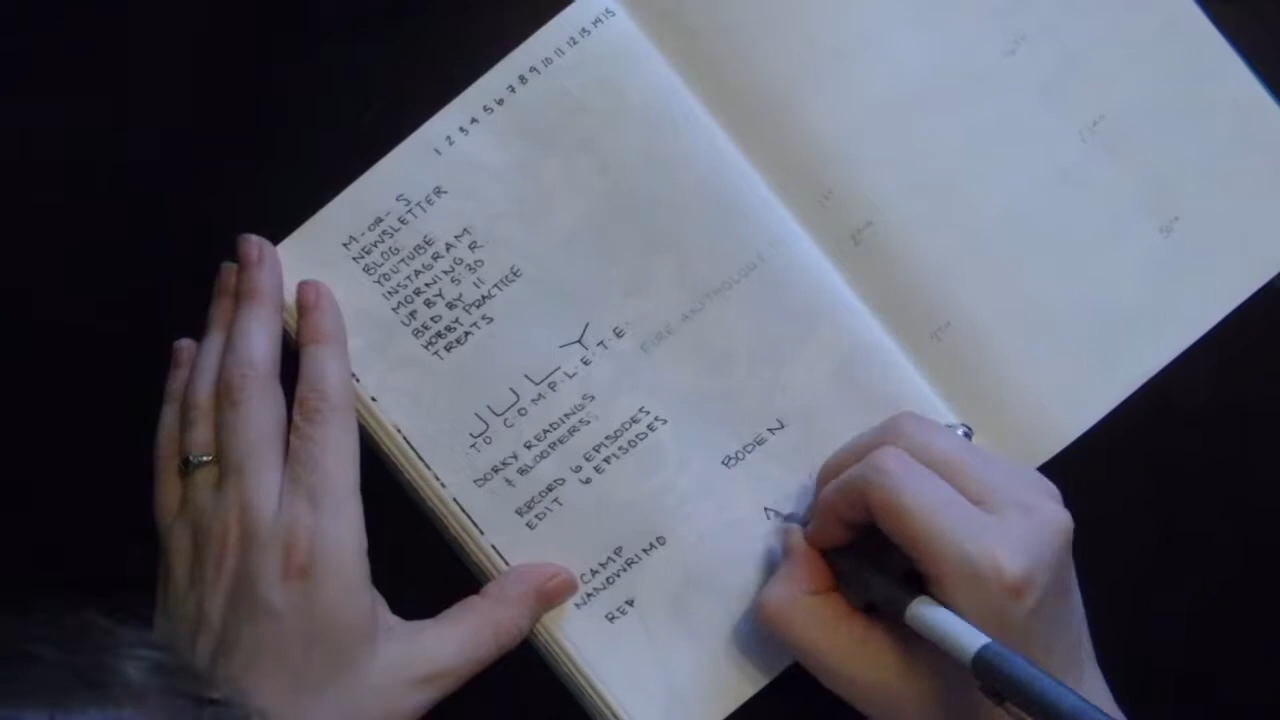 1 2 3 4 5 6 7 8 9 10 11 12 13 14 15
M-OR-S
NEWSLETTER
BLOG
YOUTUBE
INSTAGRAM
MORNING R.
UP BY 5:30
BED BY 11
HOBBY PRACTICE
TREATS
JULY
TO C·O·M·P·L·E·T·E·
DORKY READINGS
+ BLOOPERS
RECORD 6 EPISODES
EDIT 6 EPISODES
FIRE ANTHOLOGY
CAMP
NANOWRIMO
REP
BODEN